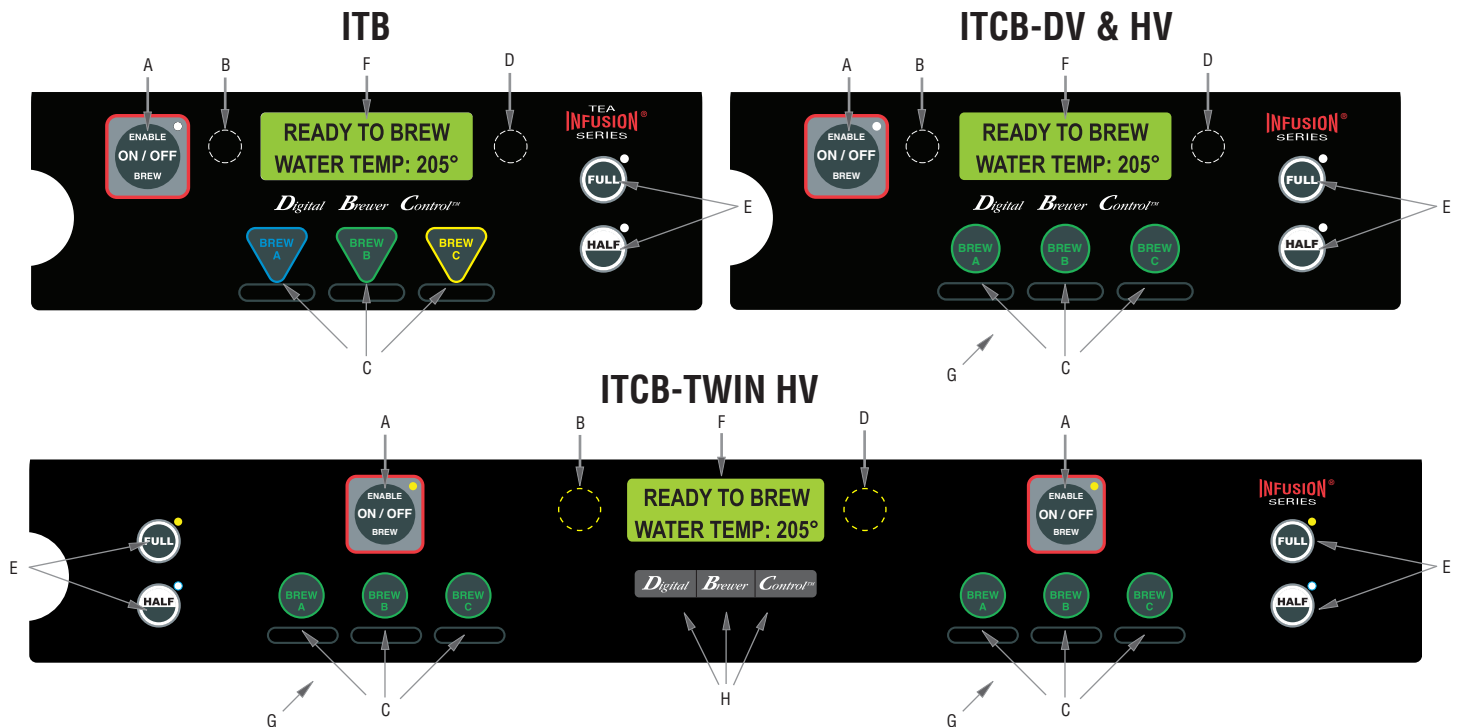 ITB
A
B
F
D
ENABLE
ON / OFF
BREW
READY TO BREW
WATER TEMP: 205°
TEA
INFUSION®
SERIES
FULL
HALF
E
Digital Brewer Control™
BREW
A
BREW
B
BREW
C
C
ITCB-DV & HV
A
B
F
D
ENABLE
ON / OFF
BREW
READY TO BREW
WATER TEMP: 205°
INFUSION®
SERIES
FULL
HALF
E
Digital Brewer Control™
BREW
A
BREW
B
BREW
C
G
C
ITCB-TWIN HV
A
B
F
D
A
E
FULL
HALF
ENABLE
ON / OFF
BREW
BREW
A
BREW
B
BREW
C
READY TO BREW
WATER TEMP: 205°
Digital Brewer Control™
ENABLE
ON / OFF
BREW
BREW
A
BREW
B
BREW
C
INFUSION®
SERIES
FULL
HALF
E
G
C
H
G
C